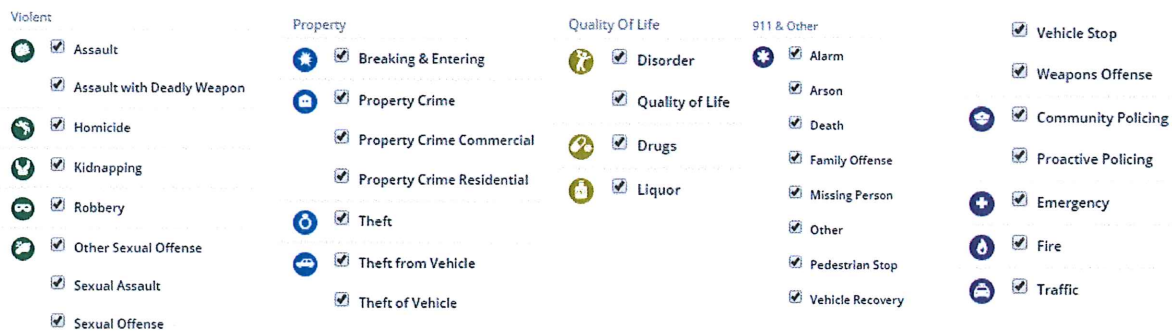 Violent
Assault
Assault with Deadly Weapon
Homicide
Kidnapping
Robbery
Other Sexual Offense
Sexual Assault
Sexual Offense
Property
Breaking & Entering
Property Crime
Property Crime Commercial
Property Crime Residential
Theft
Theft from Vehicle
Theft of Vehicle
Quality Of Life
Disorder
Quality of Life
Drugs
Liquor
911 & Other
Alarm
Arson
Death
Family Offense
Missing Person
Other
Pedestrian Stop
Vehicle Recovery
Vehicle Stop
Weapons Offense
Community Policing
Proactive Policing
Emergency
Fire
Traffic